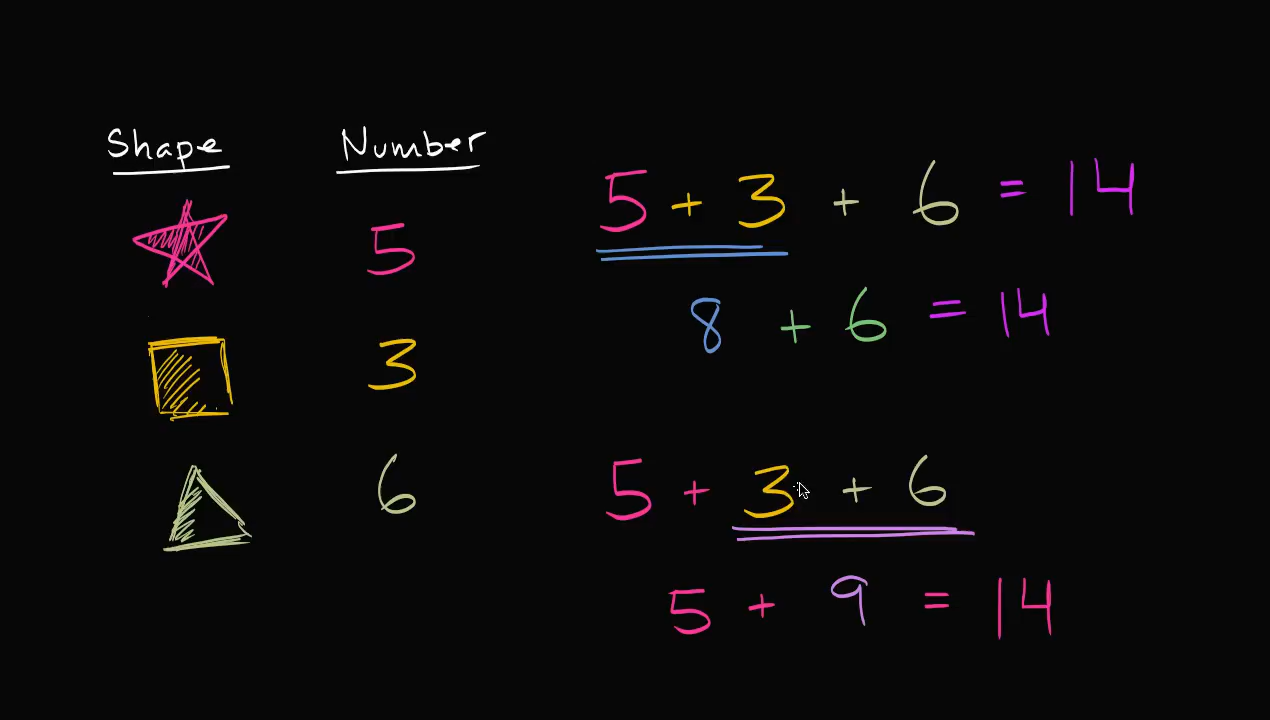 Shape Number
5
3
6
5 + 3 + 6 = 14
8 + 6 = 14
5 + 3 + 6
5 + 9 = 14